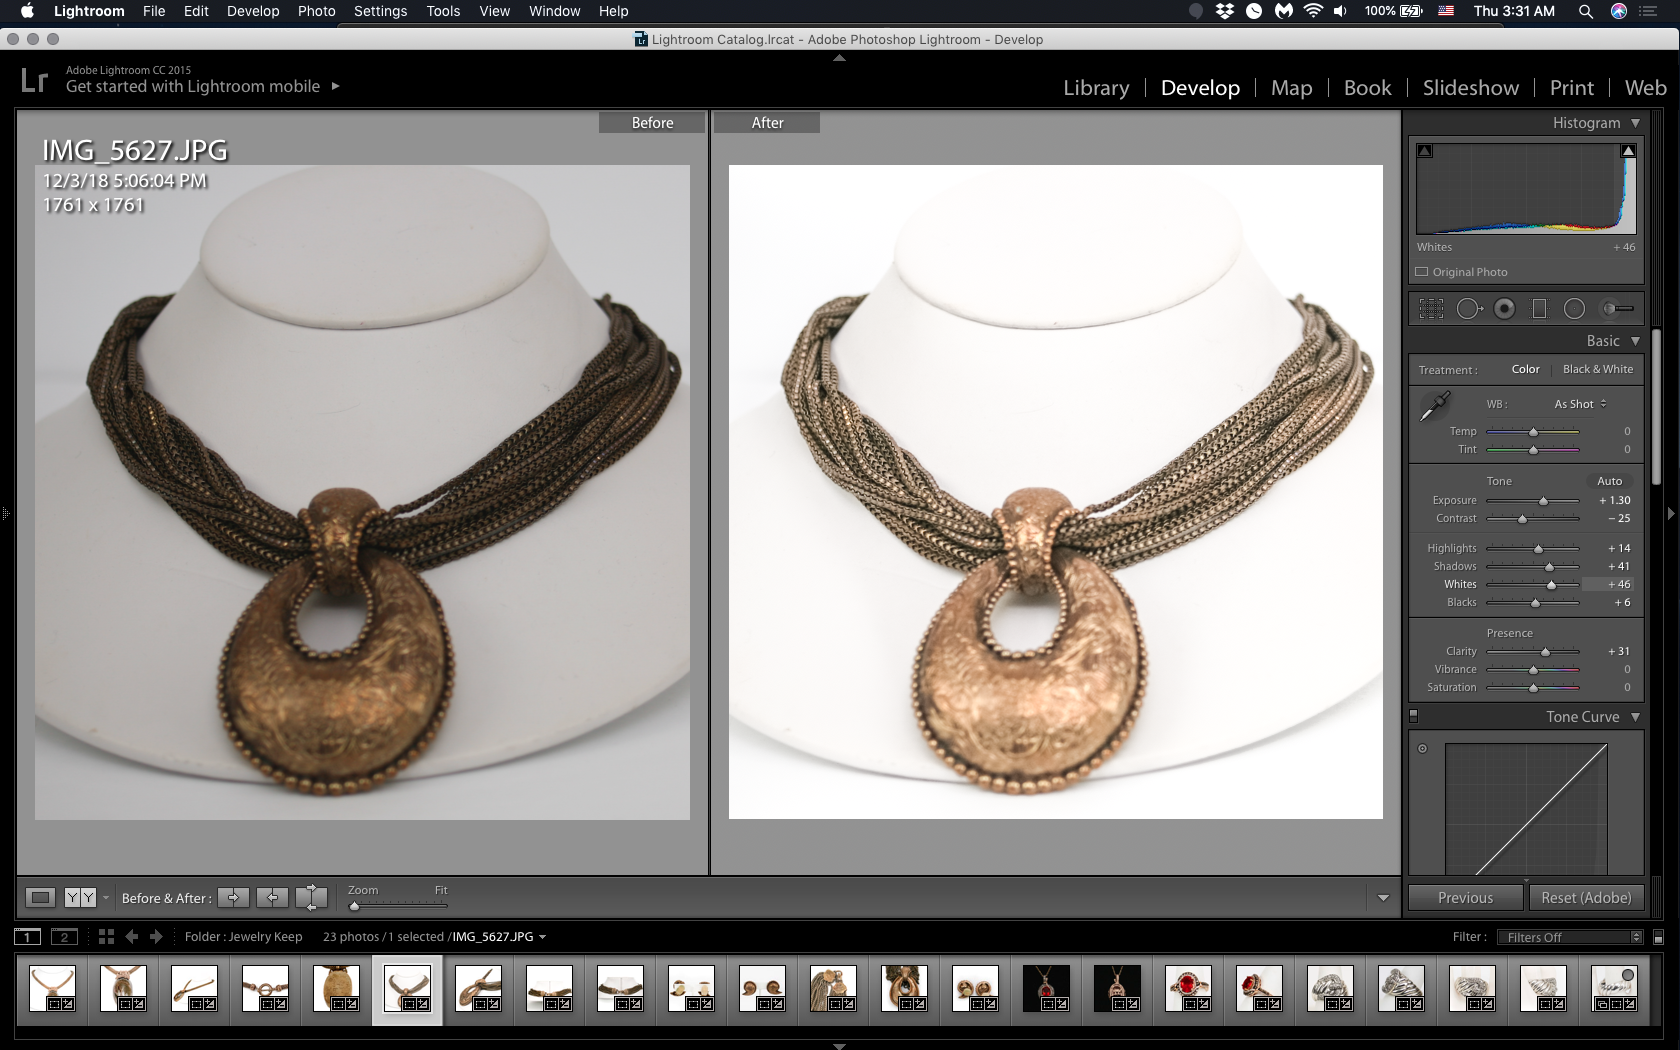 Lightroom File Edit Develop Photo Settings Tools View Window Help 100% Thu 3:31 AM
Lightroom Catalog.lrcat - Adobe Photoshop Lightroom - Develop
Lr Adobe Lightroom CC 2015
Get started with Lightroom mobile
Library | Develop | Map | Book | Slideshow | Print | Web
Before
After
IMG_5627.JPG
12/3/18 5:06:04 PM
1761 x 1761
Histogram
Whites + 46
Original Photo
Basic
Treatment : Color Black & White
WB : As Shot
Temp 0
Tint 0
Tone Auto
Exposure + 1.30
Contrast – 25
Highlights + 14
Shadows + 41
Whites + 46
Blacks + 6
Presence
Clarity + 31
Vibrance 0
Saturation 0
Tone Curve
Previous Reset (Adobe)
Y Y Before & After : Zoom Fit
1 2 Folder : Jewelry Keep 23 photos / 1 selected / IMG_5627.JPG Filter : Filters Off